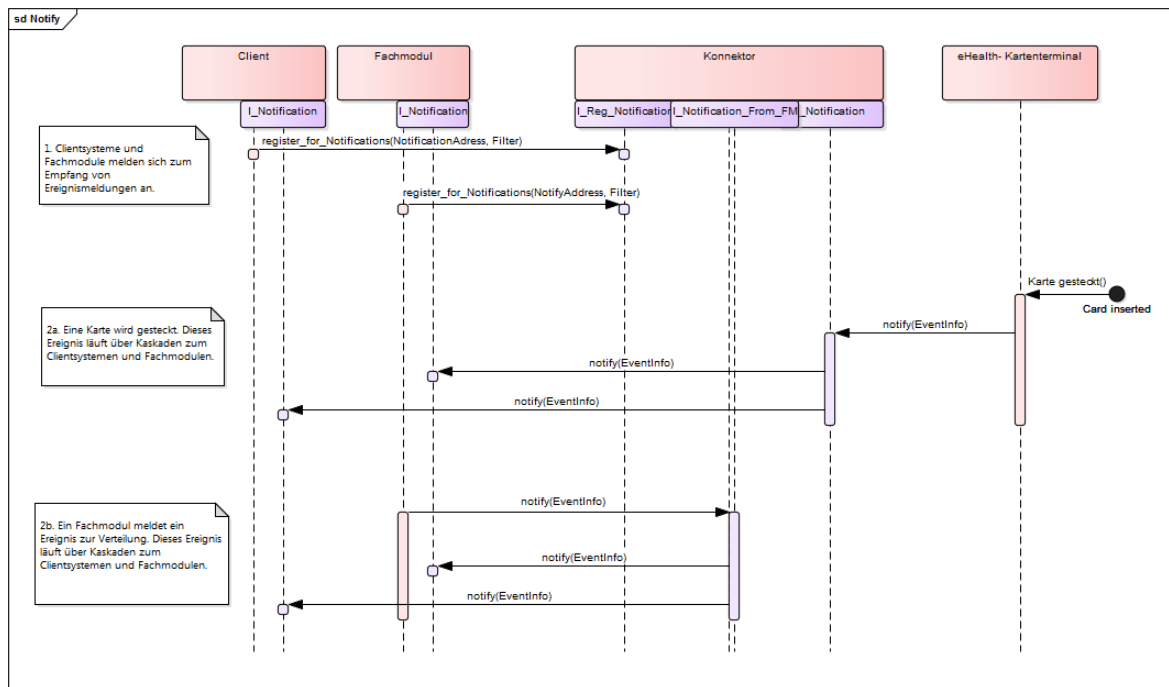 sd Notify
Client
Fachmodul
Konnektor
eHealth- Kartenterminal
I_Notification
I_Notification
I_Reg_Notification
I_Notification_From_FM
_Notification
1. Clientsysteme und
Fachmodule melden sich zum
Empfang von
Ereignismeldungen an.
register_for_Notifications(NotificationAdress, Filter)
register_for_Notifications(NotifyAddress, Filter)
Karte gesteckt()
Card inserted
2a. Eine Karte wird gesteckt. Dieses
Ereignis läuft über Kaskaden zum
Clientsystemen und Fachmodulen.
notify(EventInfo)
notify(EventInfo)
notify(EventInfo)
2b. Ein Fachmodul meldet ein
Ereignis zur Verteilung. Dieses Ereignis
läuft über Kaskaden zum
Clientsystemen und Fachmodulen.
notify(EventInfo)
notify(EventInfo)
notify(EventInfo)